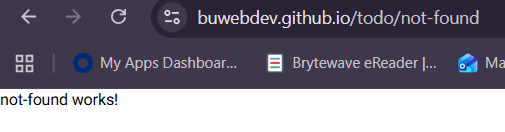 buwebdev.github.io/todo/not-found
My Apps Dashboar... Brytewave eReader |... Ma
not-found works!